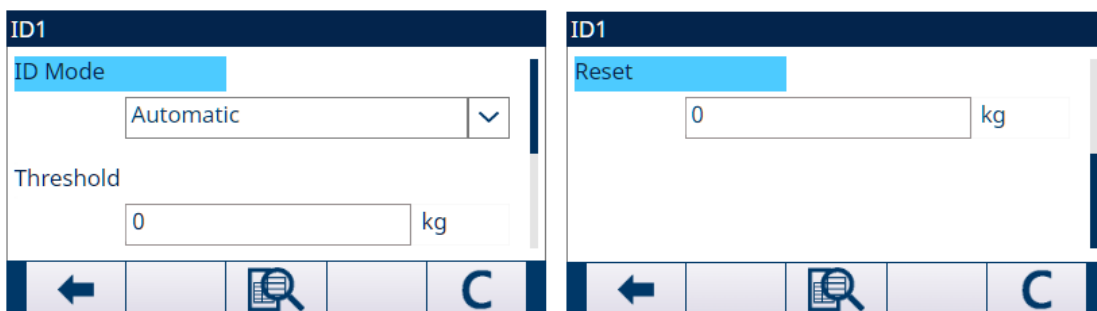 ID1
ID Mode
Automatic
Threshold
0 kg
C
ID1
Reset
0 kg
C